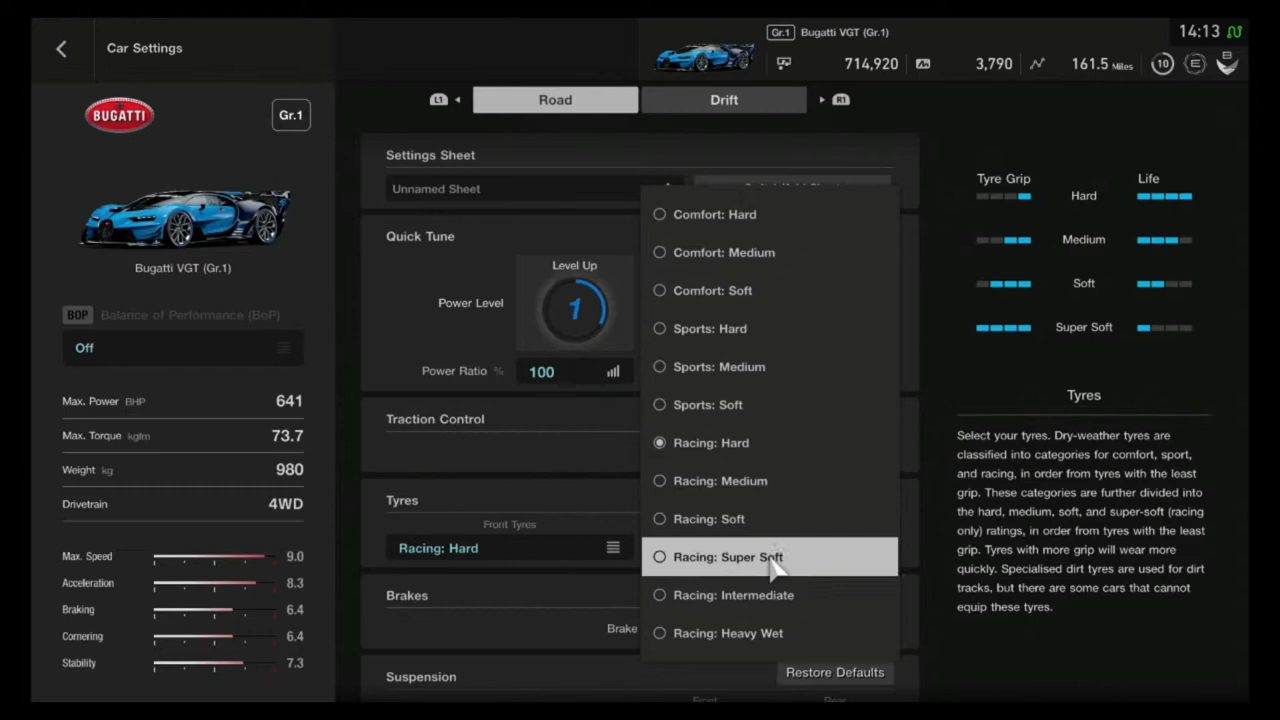 Car Settings
Gr.1 Bugatti VGT (Gr.1)
14:13
714,920
3,790
161.5 Miles
10
E
B
BUGATTI
Gr.1
Bugatti VGT (Gr.1)
BOP Balance of Performance (BoP)
Off
Max. Power BHP 641
Max. Torque kgfm 73.7
Weight kg 980
Drivetrain 4WD
Max. Speed 9.0
Acceleration 8.3
Braking 6.4
Cornering 6.4
Stability 7.3
L1 Road Drift R1
Settings Sheet
Unnamed Sheet
Quick Tune
Level Up
Power Level 1
Power Ratio % 100
Traction Control
Tyres
Front Tyres
Racing: Hard
Brakes
Brake
Suspension
Front Rear
Comfort: Hard
Comfort: Medium
Comfort: Soft
Sports: Hard
Sports: Medium
Sports: Soft
Racing: Hard
Racing: Medium
Racing: Soft
Racing: Super Soft
Racing: Intermediate
Racing: Heavy Wet
Restore Defaults
Tyre Grip Life
Hard
Medium
Soft
Super Soft
Tyres
Select your tyres. Dry-weather tyres are
classified into categories for comfort, sport,
and racing, in order from tyres with the least
grip. These categories are further divided into
the hard, medium, soft, and super-soft (racing
only) ratings, in order from tyres with the least
grip. Tyres with more grip will wear more
quickly. Specialised dirt tyres are used for dirt
tracks, but there are some cars that cannot
equip these tyres.